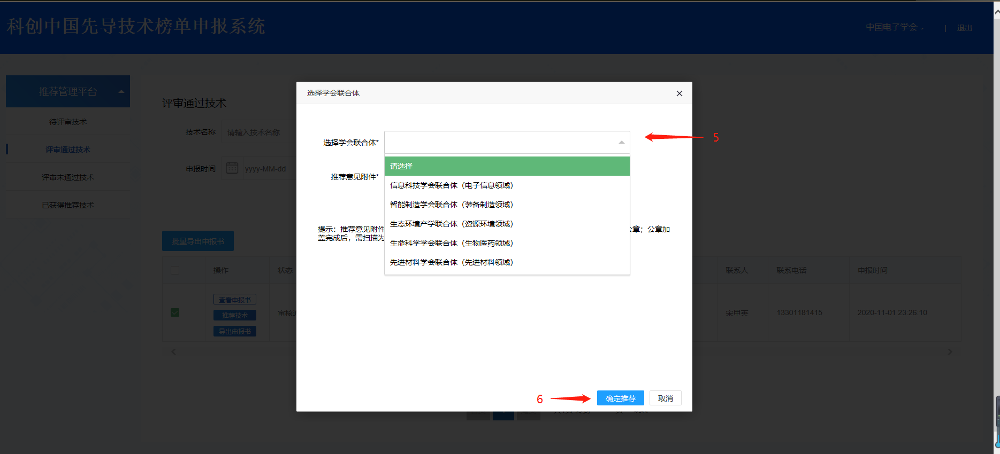 科创中国先导技术榜单申报系统
中国电子学会
|
退出
推荐管理平台
待评审技术
评审通过技术
评审未通过技术
已获得推荐技术
评审通过技术
技术名称
请输入技术名称
申报时间
yyyy-MM-dd
批量导出申报书
操作
状态
联系人
联系电话
申报时间
查看申报书
推荐技术
导出申报书
审核
宋甲英
13301181415
2020-11-01 23:26:10
选择学会联合体
选择学会联合体*
5
请选择
信息科技学会联合体（电子信息领域）
智能制造学会联合体（装备制造领域）
生态环境产学联合体（资源环境领域）
生命科学学会联合体（生物医药领域）
先进材料学会联合体（先进材料领域）
推荐意见附件*
提示：推荐意见附件
公章；公章加
盖完成后，需扫描为
6
确定推荐
取消